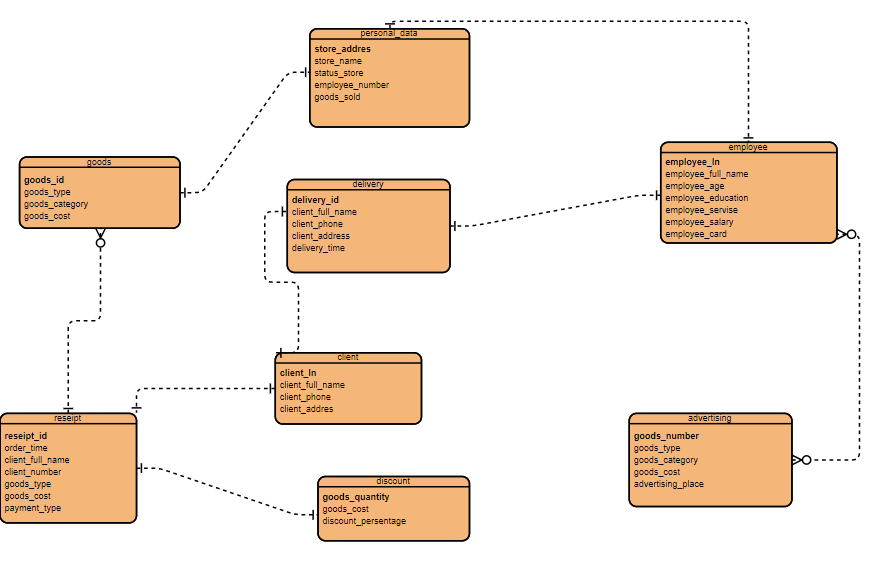 personal_data
store_addres
store_name
status_store
employee_number
goods_sold
employee
employee_In
employee_full_name
employee_age
employee_education
employee_servise
employee_salary
employee_card
goods
goods_id
goods_type
goods_category
goods_cost
delivery
delivery_id
client_full_name
client_phone
client_address
delivery_time
client
client_In
client_full_name
client_phone
client_addres
reseipt
reseipt_id
order_time
client_full_name
client_number
goods_type
goods_cost
payment_type
advertising
goods_number
goods_type
goods_category
goods_cost
advertising_place
discount
goods_quantity
goods_cost
discount_persentage